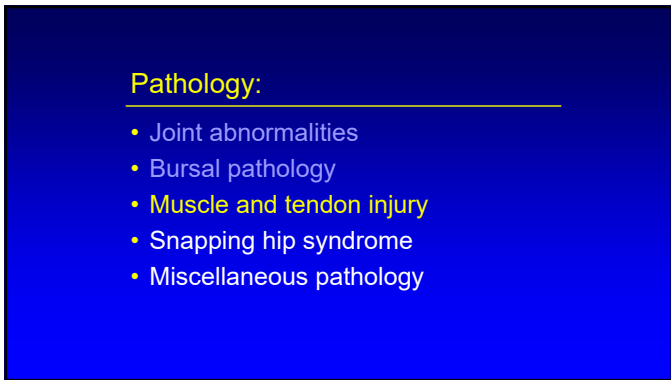 Pathology:
• Joint abnormalities
• Bursal pathology
• Muscle and tendon injury
• Snapping hip syndrome
• Miscellaneous pathology